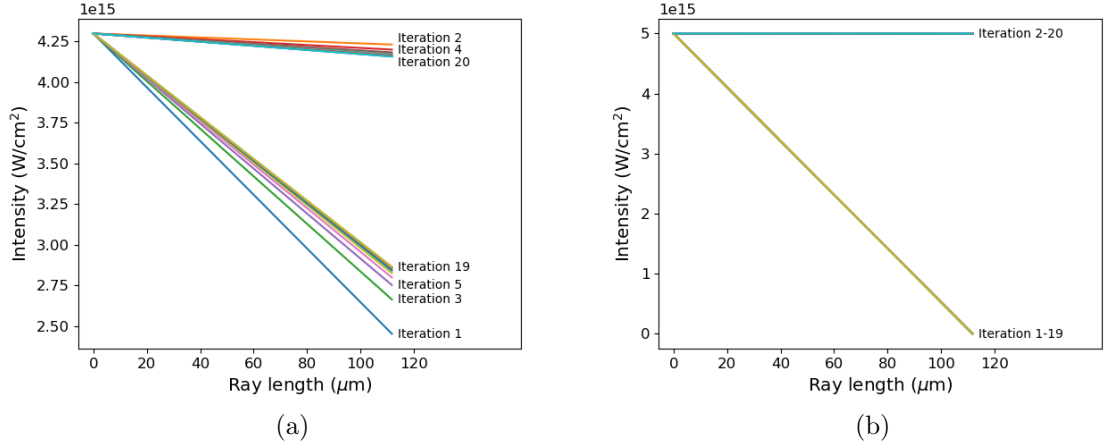 1e15
4.25
4.00
3.75
3.50
3.25
3.00
2.75
2.50
Intensity (W/cm²)
Iteration 2
Iteration 4
Iteration 20
Iteration 19
Iteration 5
Iteration 3
Iteration 1
0 20 40 60 80 100 120
Ray length (μm)
(a)
1e15
5
4
3
2
1
0
Intensity (W/cm²)
Iteration 2-20
Iteration 1-19
0 20 40 60 80 100 120
Ray length (μm)
(b)